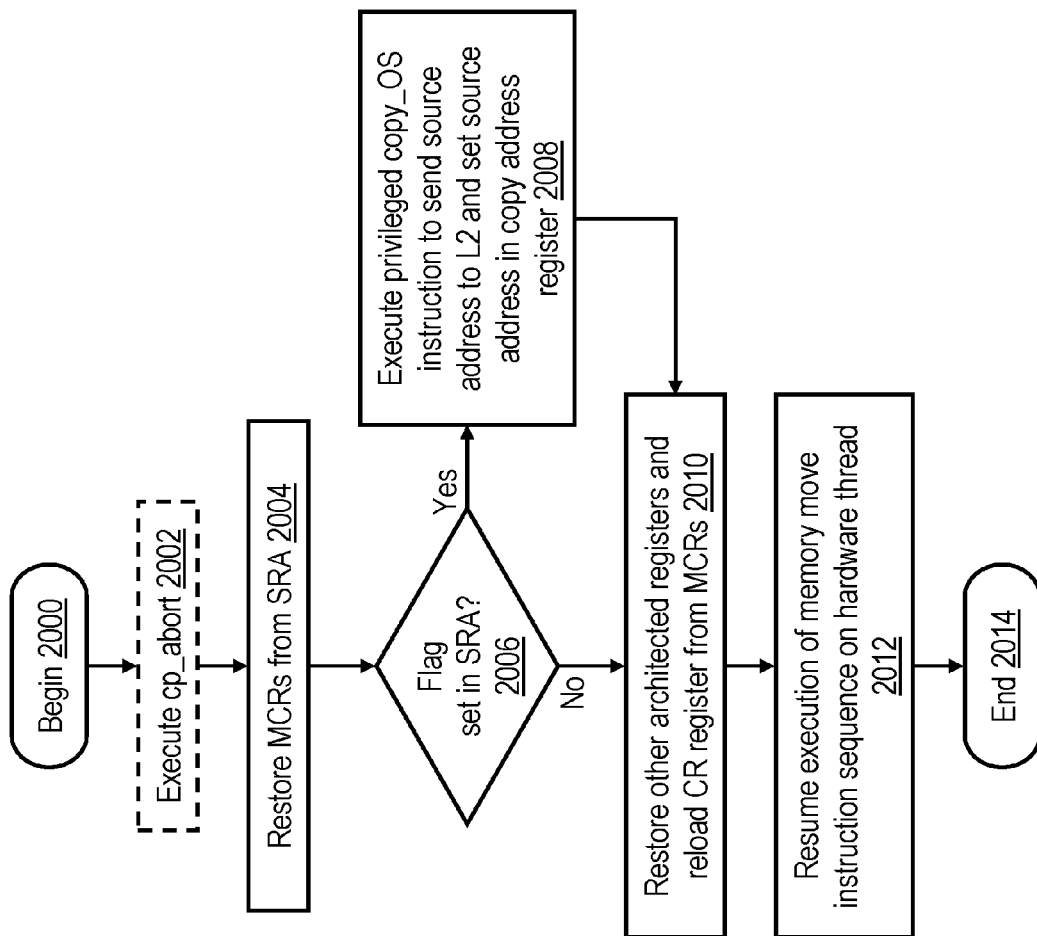 Begin 2000
Execute cp_abort 2002
Restore MCRs from SRA 2004
Flag
set in SRA?
2006
Yes
No
Execute privileged copy_OS
instruction to send source
address to L2 and set source
address in copy address
register 2008
Restore other architected registers and
reload CR register from MCRs 2010
Resume execution of memory move
instruction sequence on hardware thread
2012
End 2014